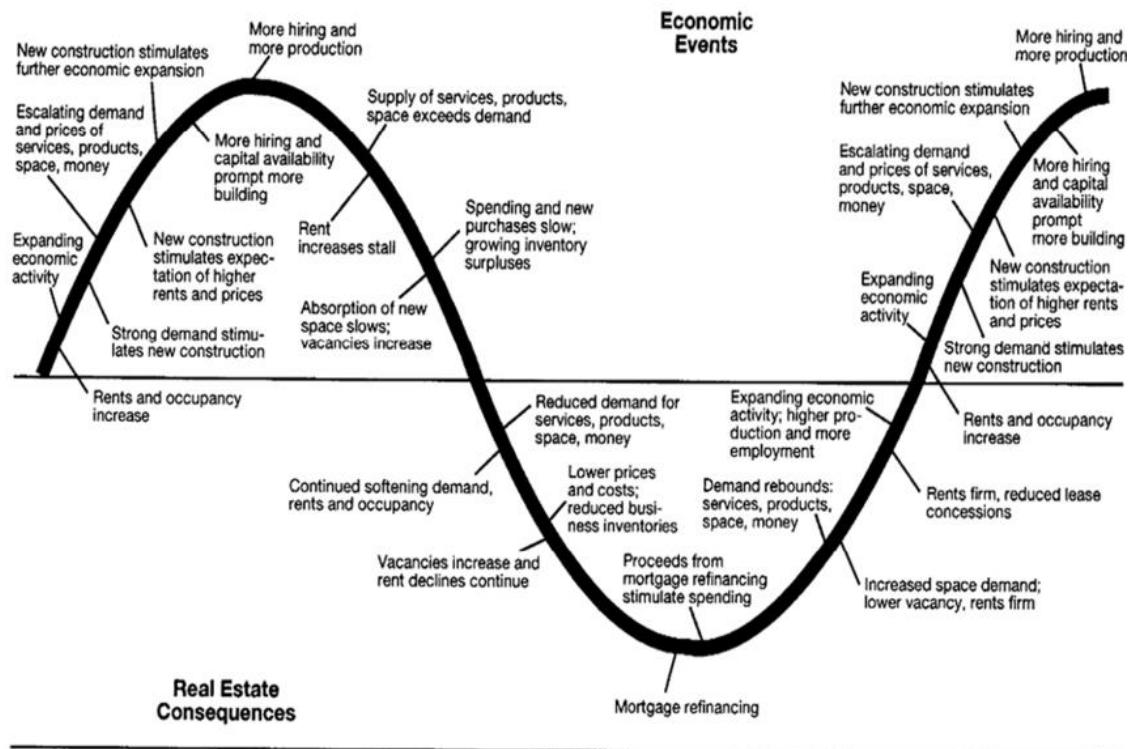 Economic
Events
More hiring and
more production
New construction stimulates
further economic expansion
Escalating demand
and prices of
services, products,
space, money
Expanding
economic
activity
More hiring and
capital availability
prompt more
building
New construction
stimulates expec-
tation of higher
rents and prices
Strong demand stimu-
lates new construction
Rents and occupancy
increase
Supply of services, products,
space exceeds demand
Rent
increases stall
Spending and new
purchases slow;
growing inventory
surpluses
Absorption of new
space slows;
vacancies increase
Reduced demand for
services, products,
space, money
Continued softening demand,
rents and occupancy
Lower prices
and costs;
reduced busi-
ness inventories
Vacancies increase and
rent declines continue
Proceeds from
mortgage refinancing
stimulate spending
Mortgage refinancing
Demand rebounds:
services, products,
space, money
Increased space demand;
lower vacancy, rents firm
Expanding economic
activity; higher pro-
duction and more
employment
Rents firm, reduced lease
concessions
Expanding
economic
activity
Rents and occupancy
increase
Strong demand stimulates
new construction
Escalating demand
and prices of services,
products, space,
money
New construction
stimulates expecta-
tion of higher rents
and prices
New construction stimulates
further economic expansion
More hiring
and capital
availability
prompt
more building
More hiring and
more production
Real Estate
Consequences